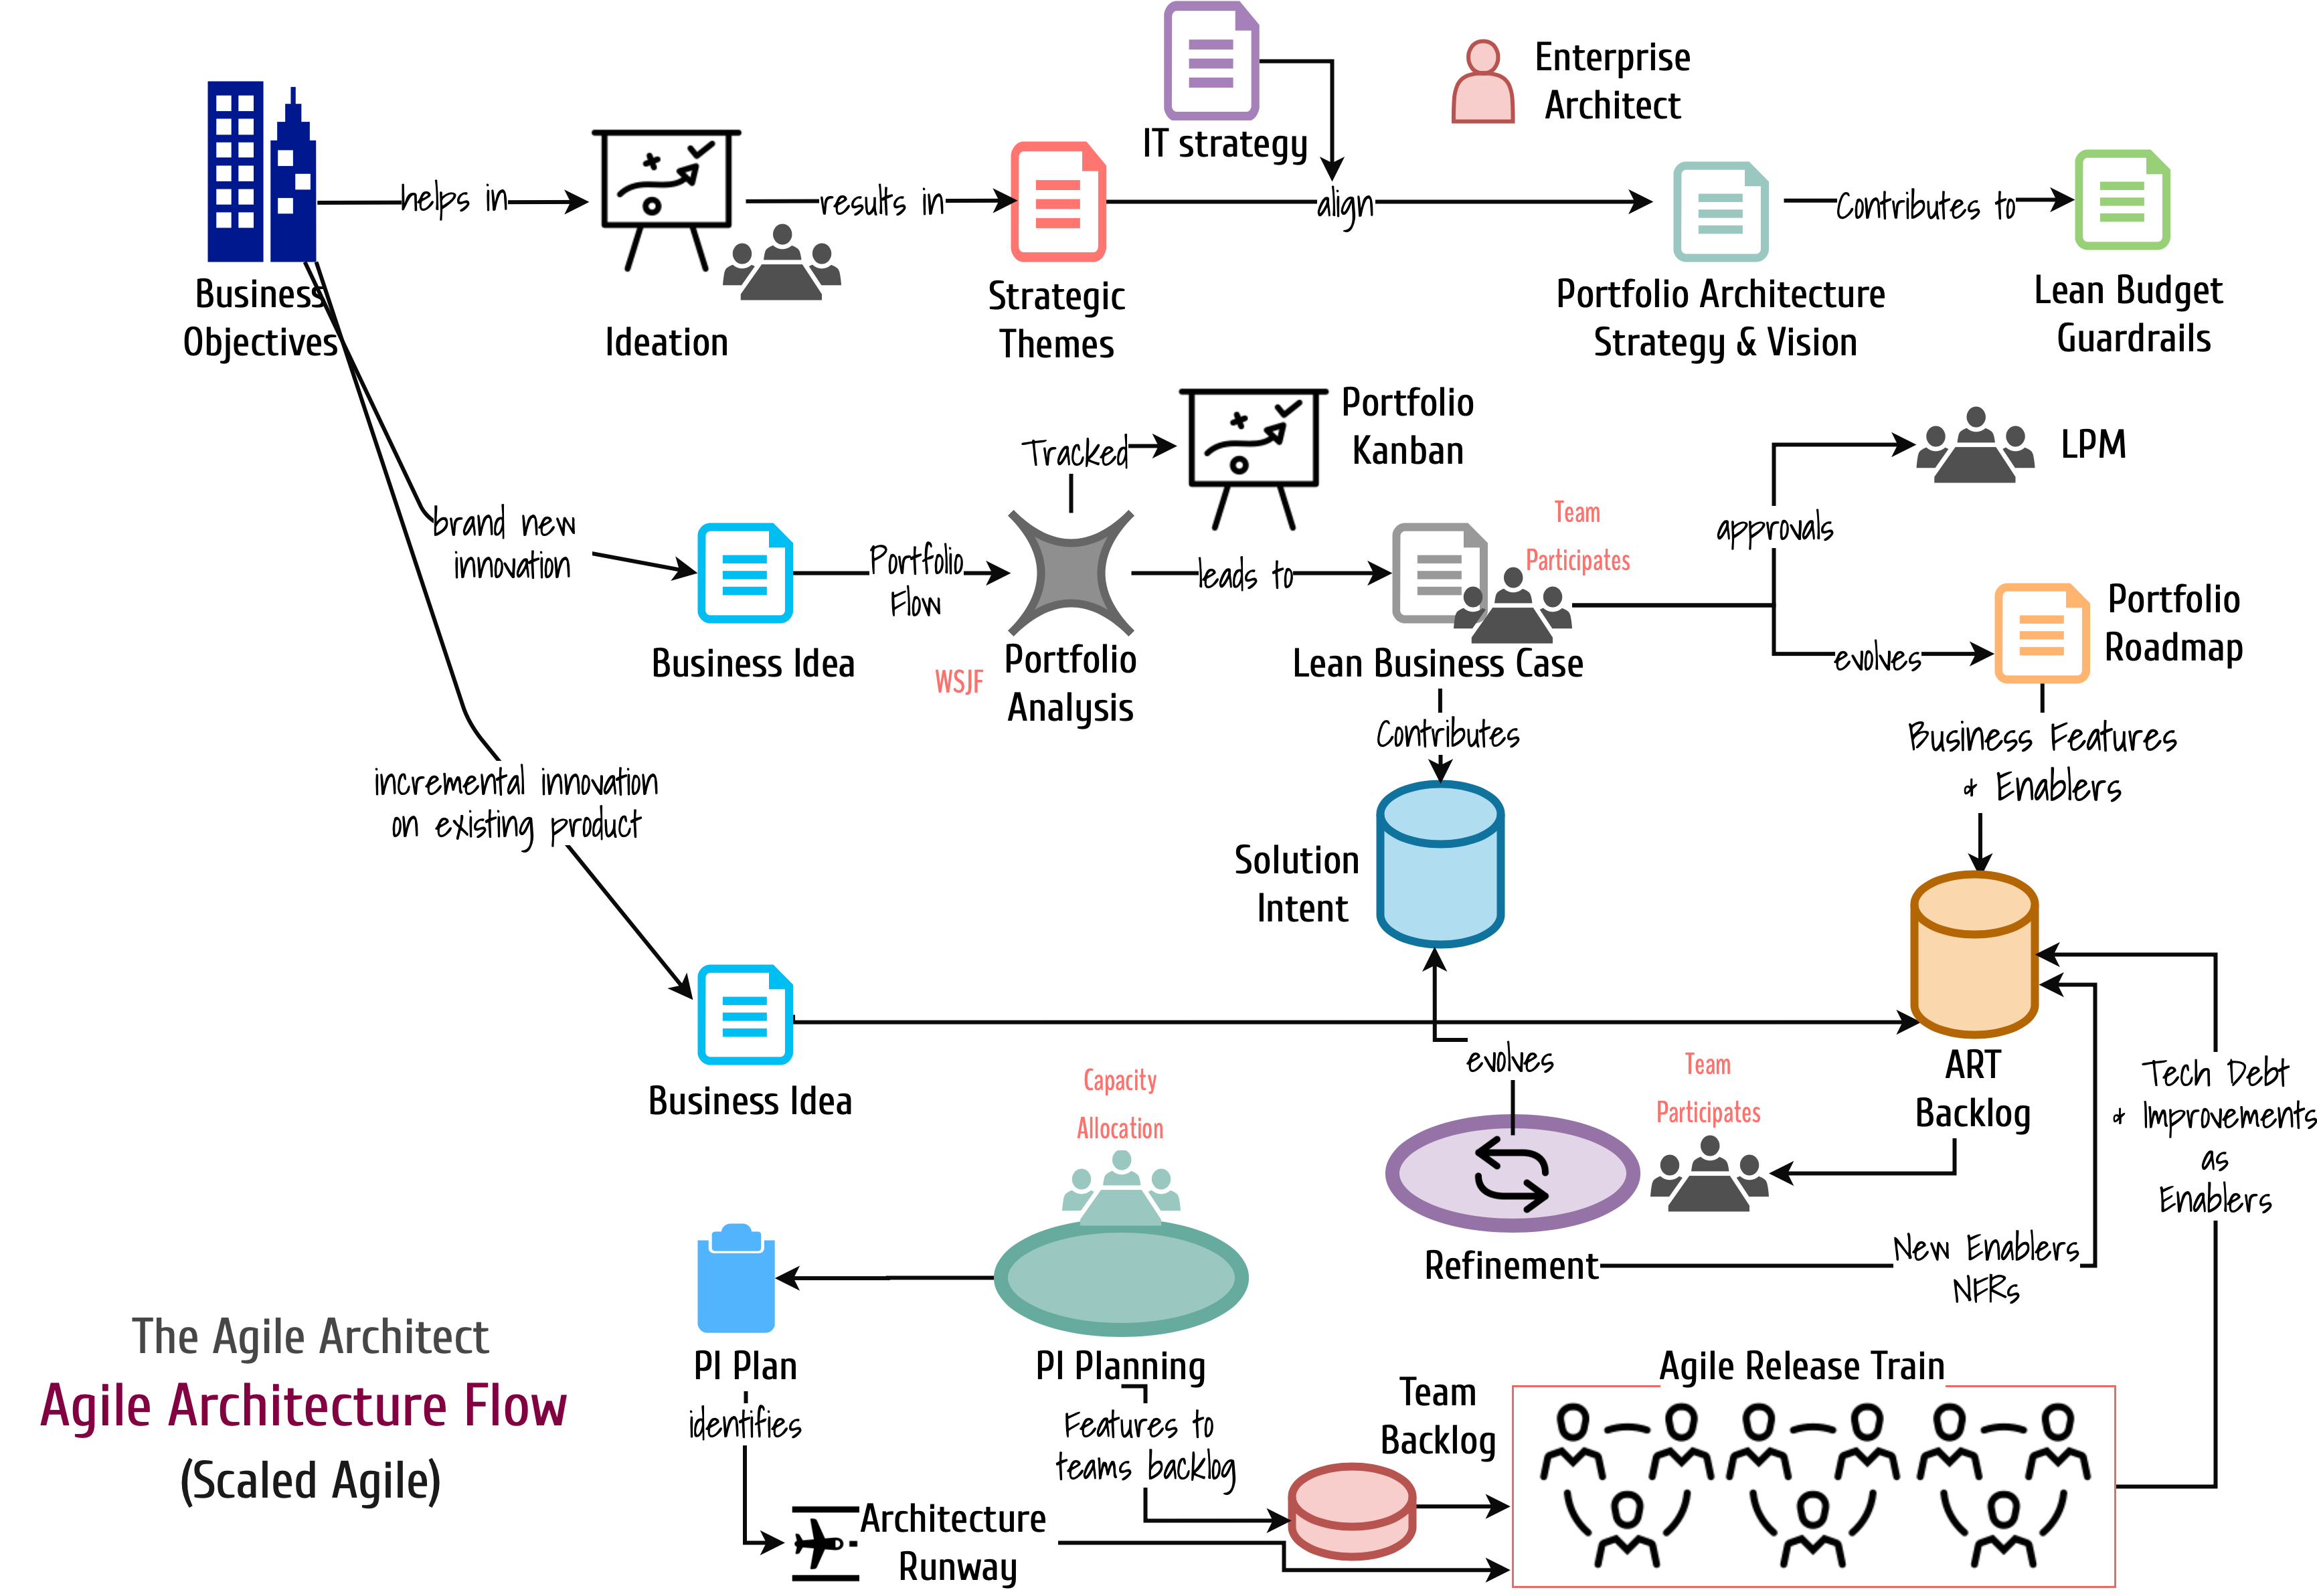 Enterprise
Architect
IT strategy
helps in
results in
align
Contributes to
Business
Objectives
Ideation
Strategic
Themes
Portfolio Architecture
Strategy & Vision
Lean Budget
Guardrails
Tracked
Portfolio
Kanban
LPM
brand new
innovation
Portfolio
Flow
leads to
Team
Participates
approvals
Business Idea
WSJF
Portfolio
Analysis
Lean Business Case
evolves
Portfolio
Roadmap
Contributes
Business Features
& Enablers
incremental innovation
on existing product
Solution
Intent
Business Idea
Capacity
Allocation
evolves
Team
Participates
ART
Backlog
Tech Debt
& Improvements
as
Enablers
Refinement
New Enablers
NFRs
The Agile Architect
Agile Architecture Flow
(Scaled Agile)
PI Plan
PI Planning
identifies
Features to
teams backlog
Team
Backlog
Agile Release Train
Architecture
Runway